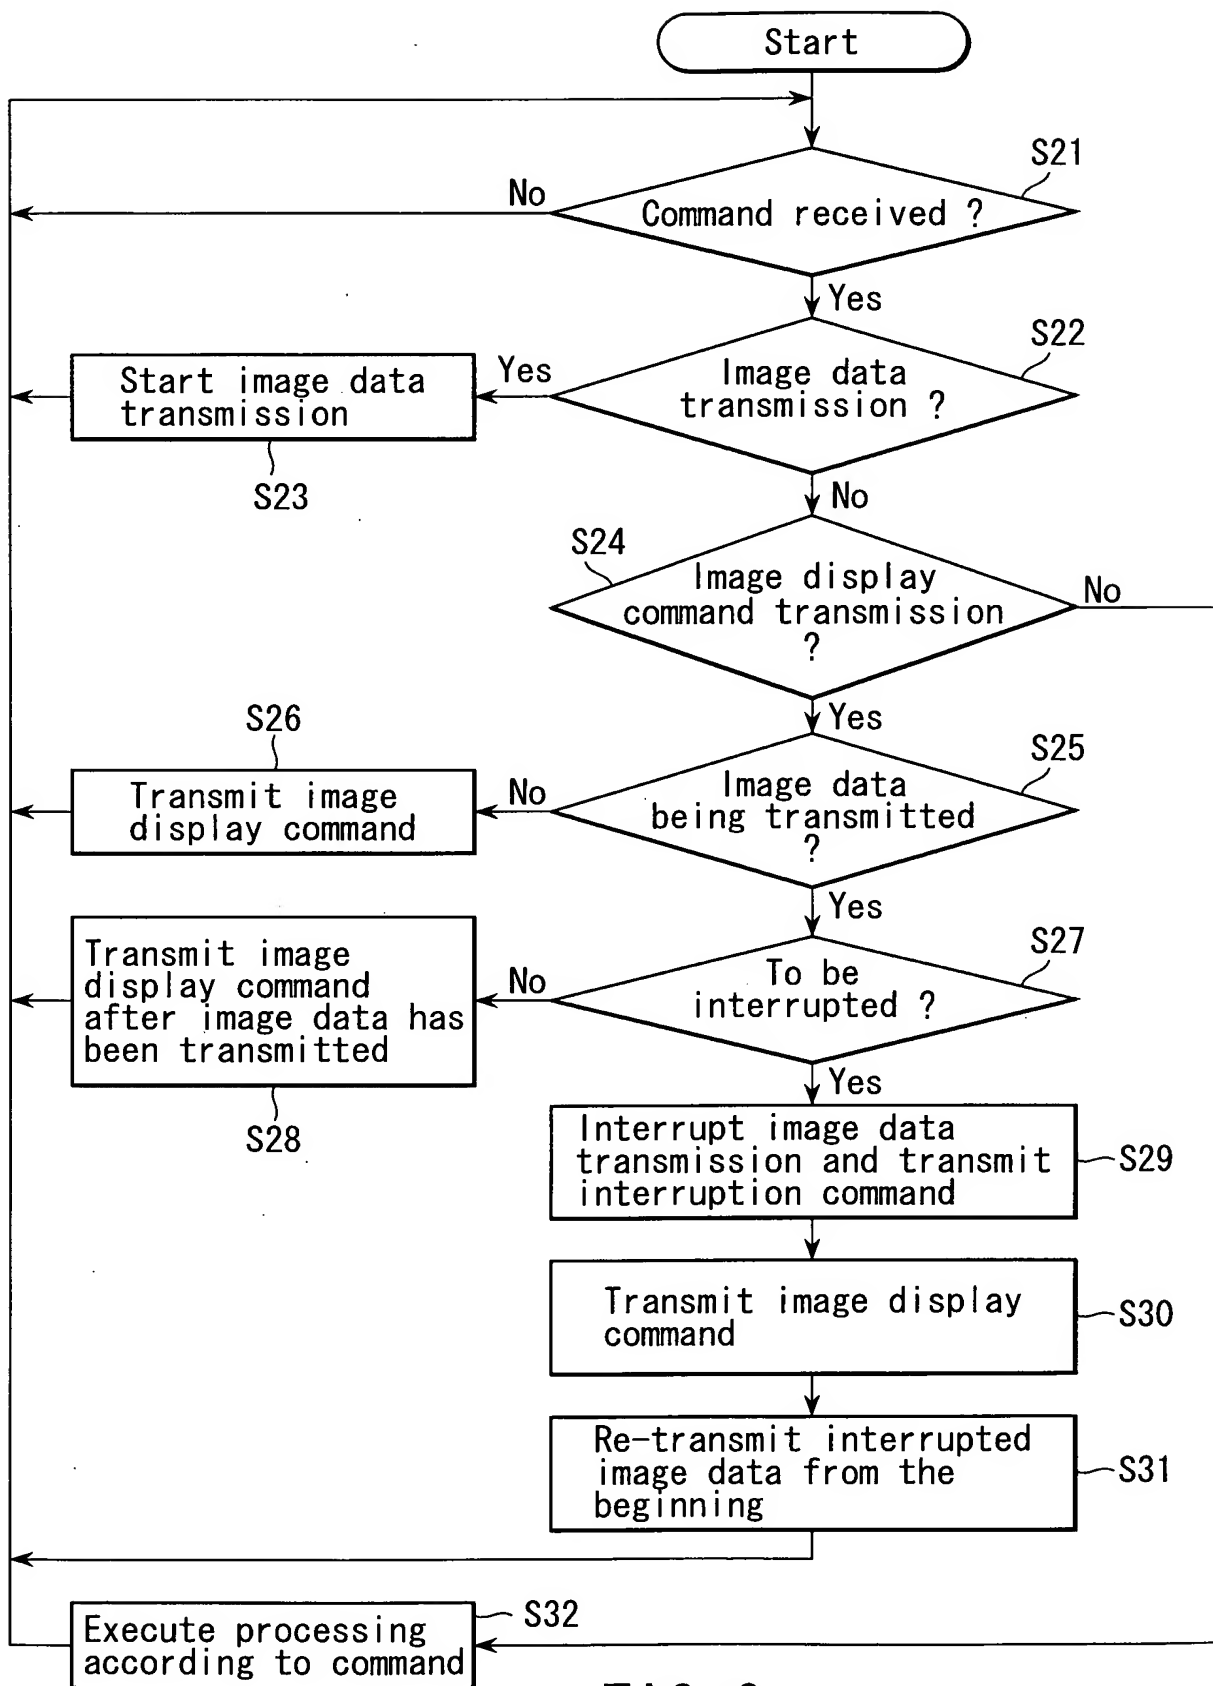 Start
S21
No
Command received ?
Yes
S22
Image data
transmission ?
Yes
Start image data
transmission
S23
No
S24
Image display
command transmission
?
No
Yes
S26
S25
Transmit image
display command
No
Image data
being transmitted
?
Yes
S27
Transmit image
display command
after image data has
been transmitted
No
To be
interrupted ?
S28
Yes
Interrupt image data
transmission and transmit
interruption command
S29
Transmit image display
command
S30
Re-transmit interrupted
image data from the
beginning
S31
Execute processing
according to command
S32